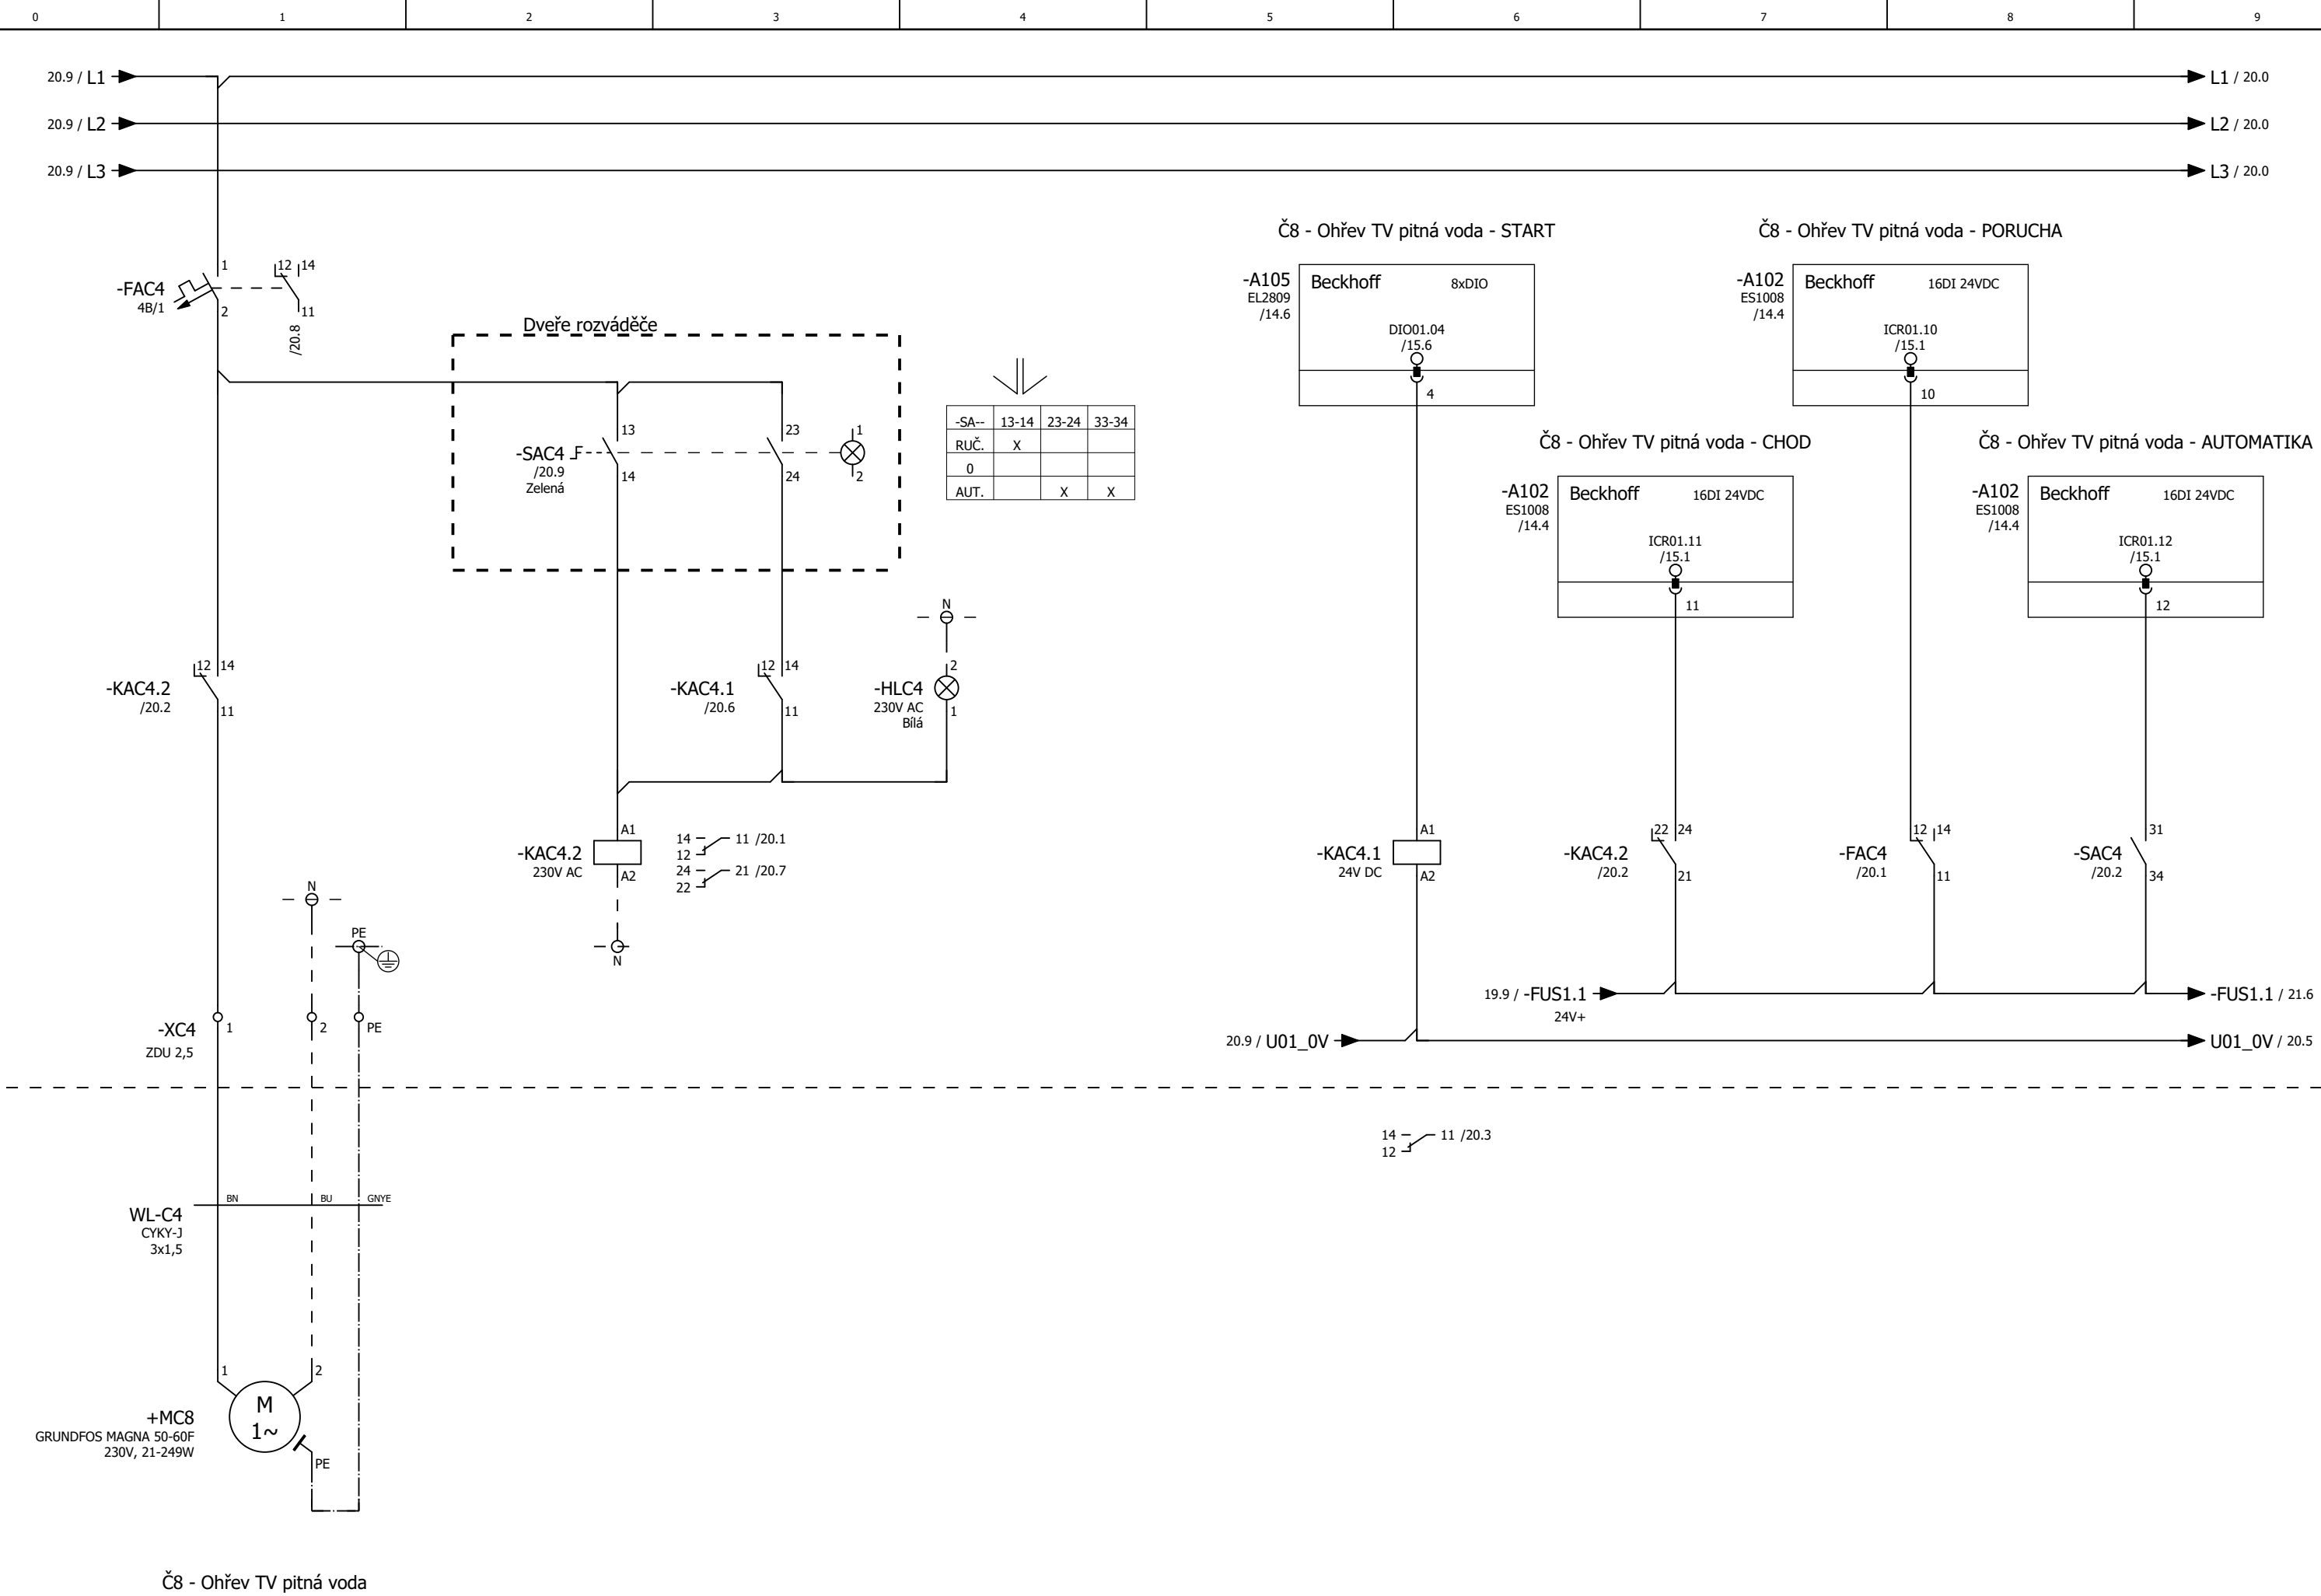 0 1 2 3 4 5 6 7 8 9
20.9 / L1
L1 / 20.0
20.9 / L2
L2 / 20.0
20.9 / L3
L3 / 20.0
Č8 - Ohřev TV pitná voda - START
Č8 - Ohřev TV pitná voda - PORUCHA
-FAC4
4B/1
1
2
12 14
11
/20.8
-A105
EL2809
/14.6
Beckhoff 8xDIO
DIO01.04
/15.6
4
-A102
ES1008
/14.4
Beckhoff 16DI 24VDC
ICR01.10
/15.1
10
Dveře rozváděče
-SAC4
/20.9
Zelená
13
14
23
24
1
2
-SA-- 13-14 23-24 33-34
RUČ. X
0
AUT. X X
Č8 - Ohřev TV pitná voda - CHOD
Č8 - Ohřev TV pitná voda - AUTOMATIKA
-A102
ES1008
/14.4
Beckhoff 16DI 24VDC
ICR01.11
/15.1
11
-A102
ES1008
/14.4
Beckhoff 16DI 24VDC
ICR01.12
/15.1
12
-KAC4.2
/20.2
12 14
11
-KAC4.1
/20.6
12 14
11
N
-HLC4
230V AC
Bílá
2
1
-KAC4.2
230V AC
A1
A2
N
14 11 /20.1
12
24 21 /20.7
22
-KAC4.1
24V DC
A1
A2
-KAC4.2
/20.2
22 24
21
-FAC4
/20.1
12 14
11
-SAC4
/20.2
31
34
N
PE
19.9 / -FUS1.1
24V+
-FUS1.1 / 21.6
-XC4
ZDU 2,5
1
2
PE
20.9 / U01_0V
U01_0V / 20.5
14 11 /20.3
12
WL-C4
CYKY-J
3x1,5
BN
BU
GNYE
1
2
M
1~
PE
+MC8
GRUNDFOS MAGNA 50-60F
230V, 21-249W
Č8 - Ohřev TV pitná voda